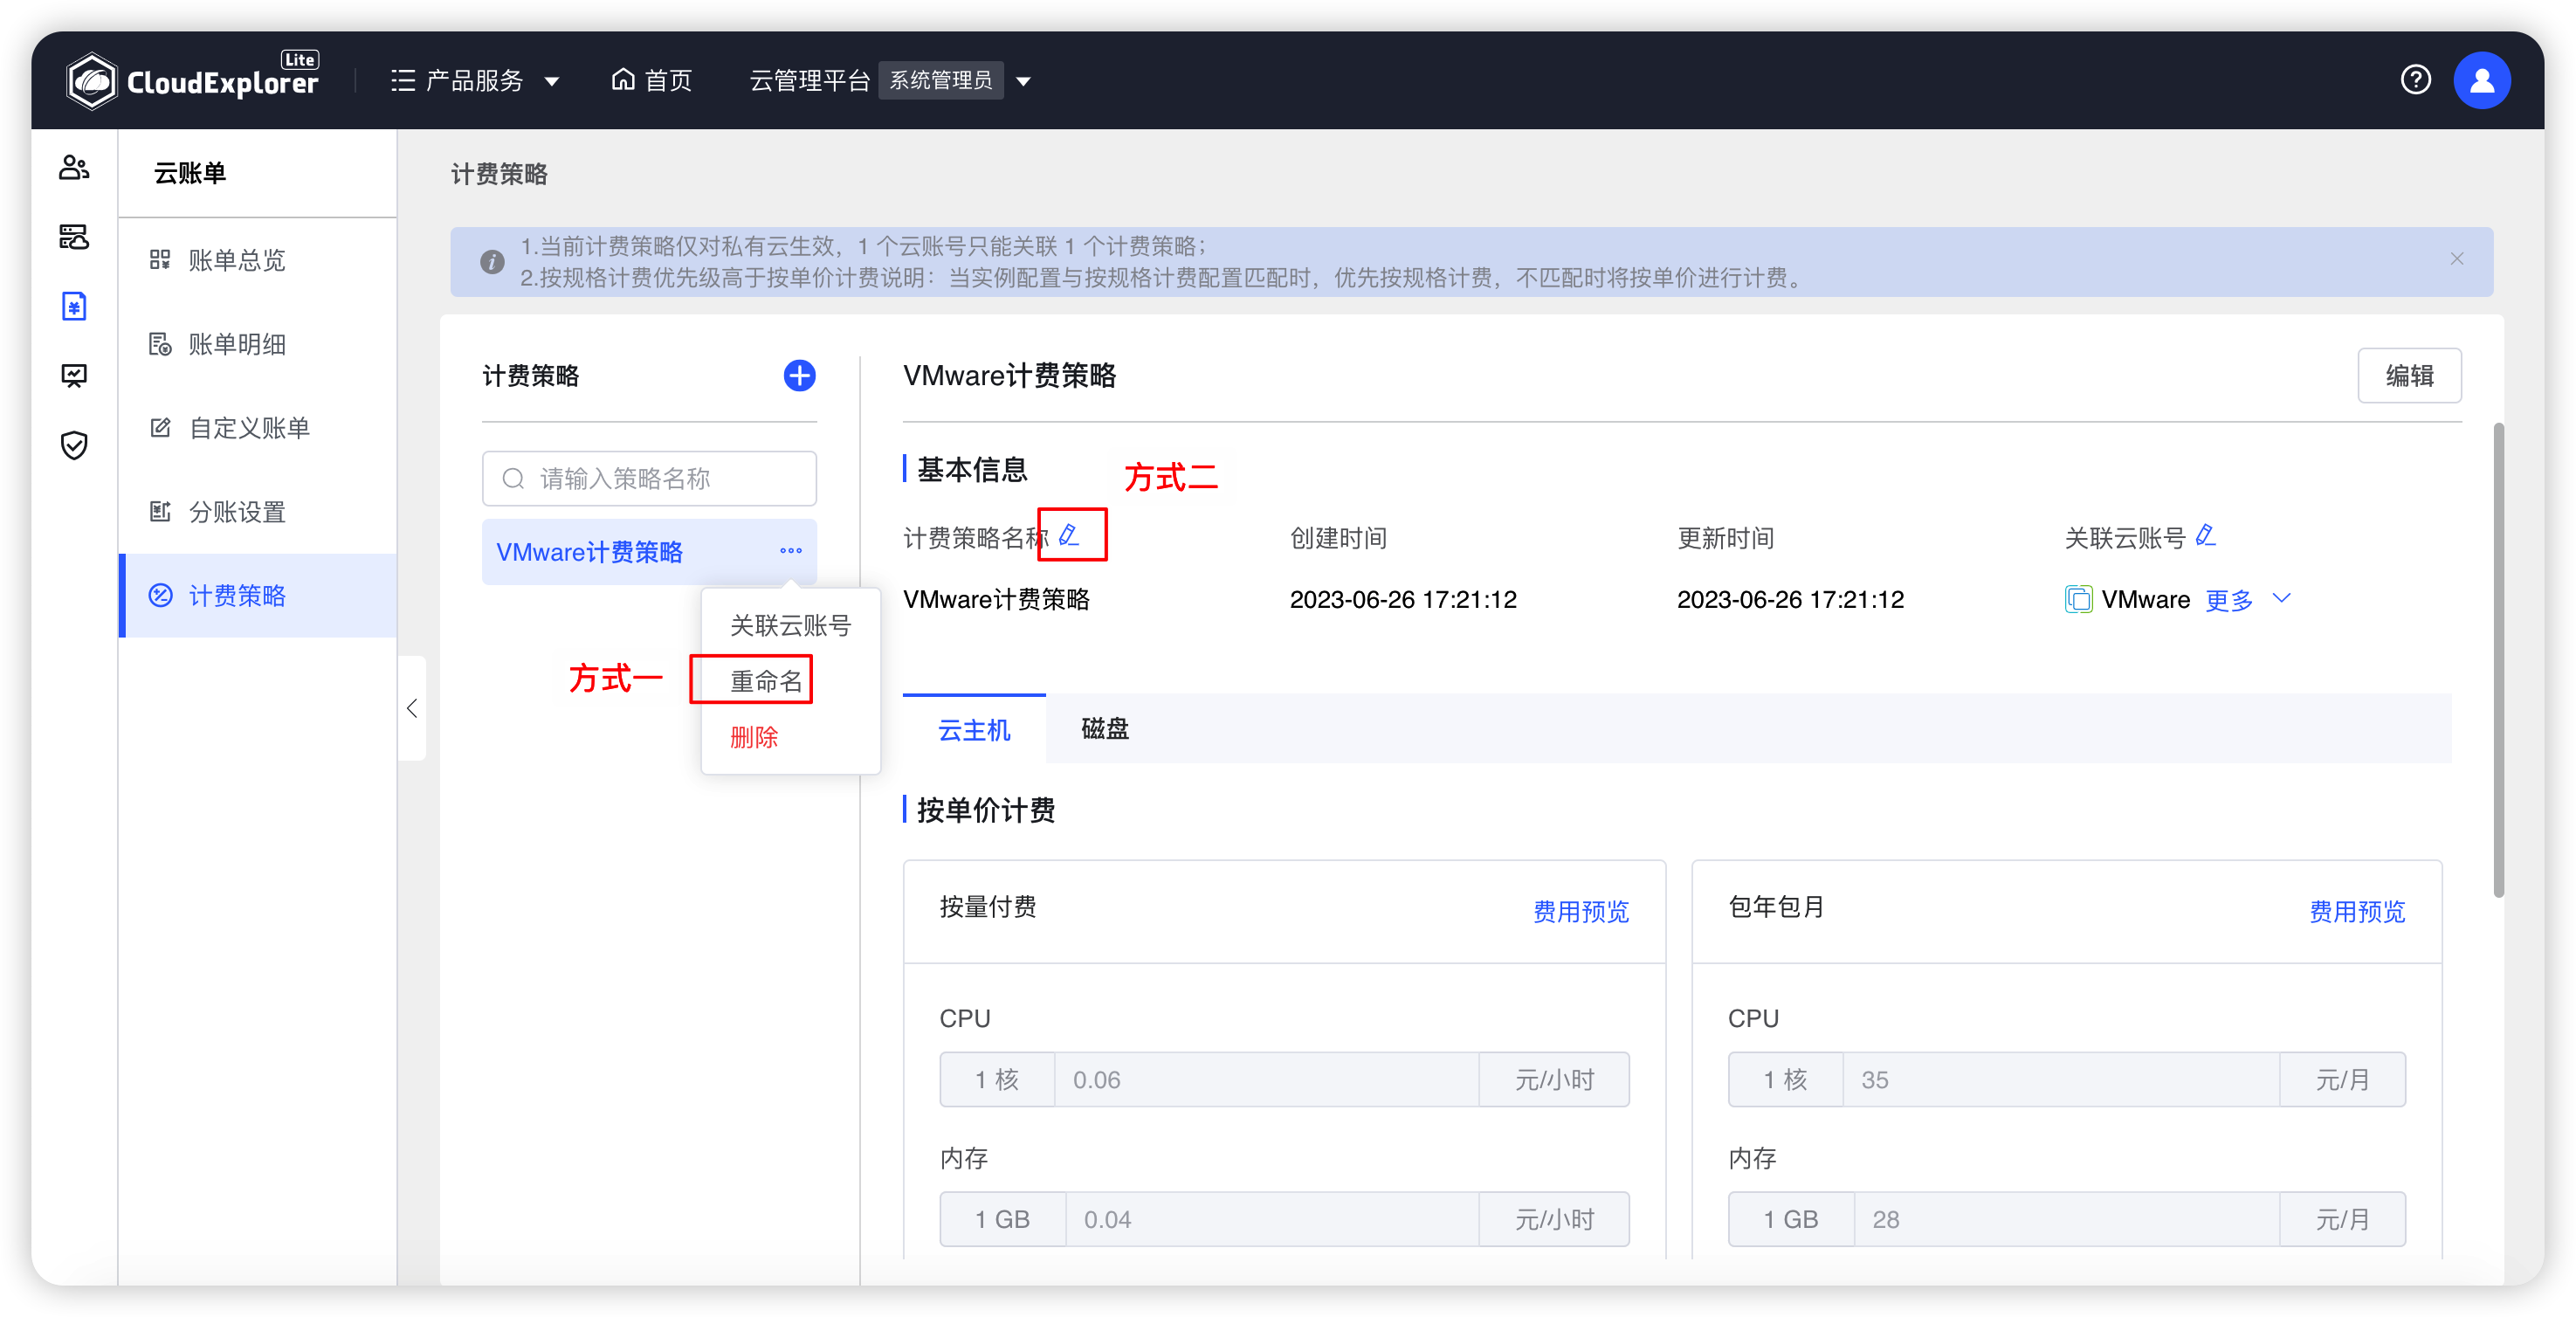 CloudExplorer Lite
产品服务
首页
云管理平台 系统管理员
云账单
账单总览
账单明细
自定义账单
分账设置
计费策略
计费策略
1.当前计费策略仅对私有云生效，1 个云账号只能关联 1 个计费策略；
2.按规格计费优先级高于按单价计费说明：当实例配置与按规格计费配置匹配时，优先按规格计费，不匹配时将按单价进行计费。
计费策略
请输入策略名称
VMware计费策略
关联云账号
方式一
重命名
删除
VMware计费策略
编辑
基本信息
方式二
计费策略名称
创建时间
更新时间
关联云账号
VMware计费策略
2023-06-26 17:21:12
2023-06-26 17:21:12
VMware 更多
云主机
磁盘
按单价计费
按量付费
费用预览
CPU
1 核 0.06 元/小时
内存
1 GB 0.04 元/小时
包年包月
费用预览
CPU
1 核 35 元/月
内存
1 GB 28 元/月